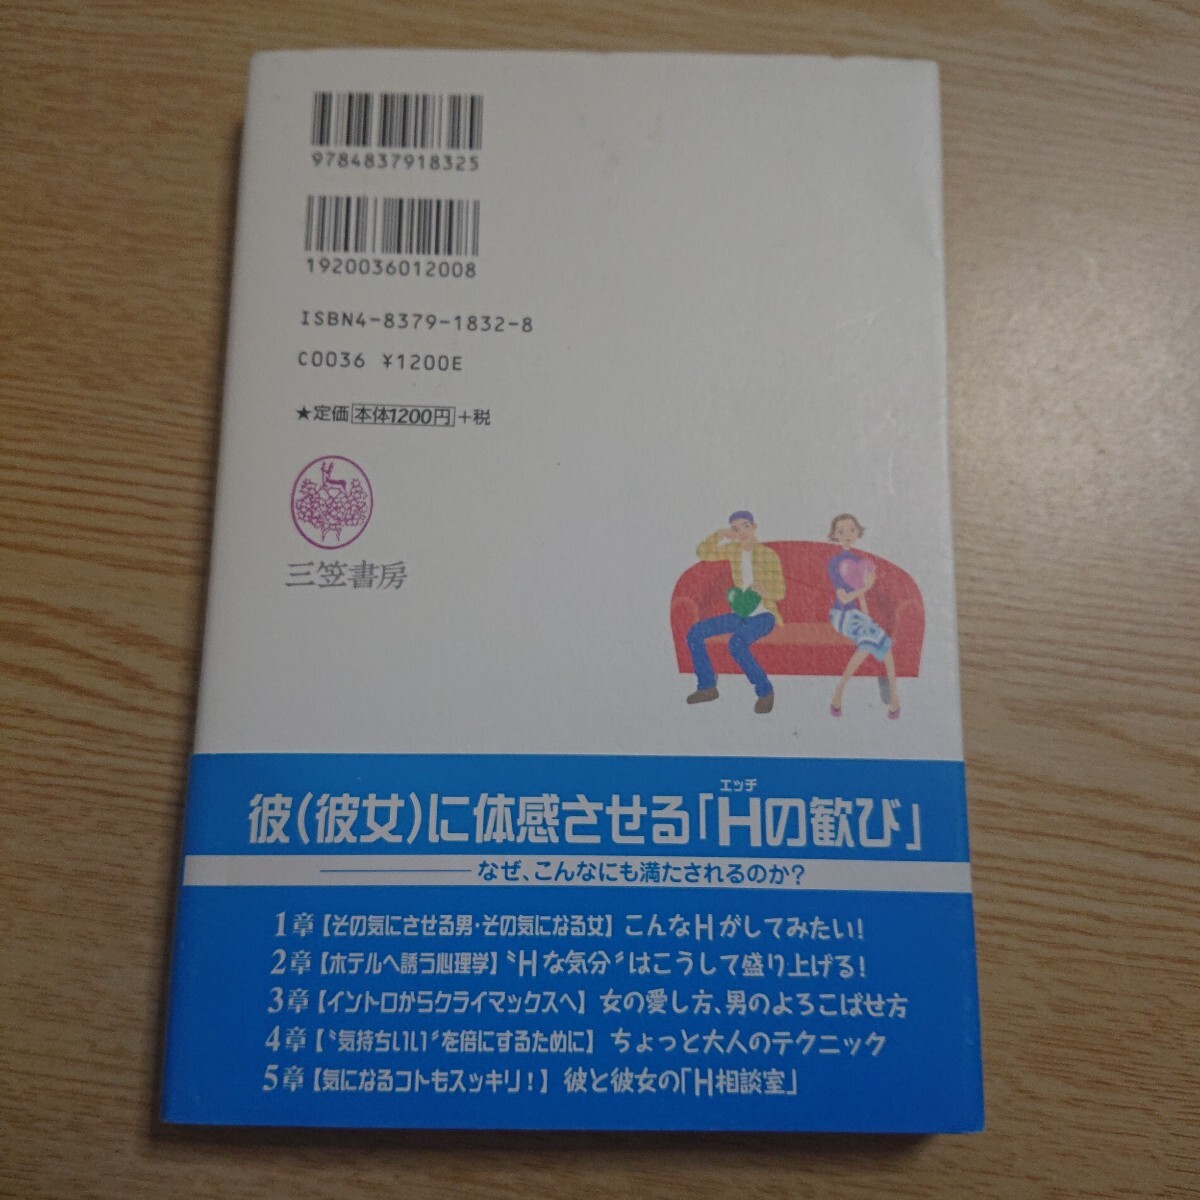 9784837918325
1920036012008
ISBN4-8379-1832-8
C0036 ¥1200E
★定価 本体1200円 +税
三笠書房
彼(彼女)に体感させる「Hの歓び」
エッチ
なぜ、こんなにも満たされるのか?
1章【その気にさせる男・その気になる女】こんなHがしてみたい!
2章【ホテルへ誘う心理学】〝Hな気分〟はこうして盛り上げる!
3章【イントロからクライマックスへ】女の愛し方、男のよろこばせ方
4章【〝気持ちいい〟を倍にするために】ちょっと大人のテクニック
5章【気になるコトもスッキリ!】彼と彼女の「H相談室」